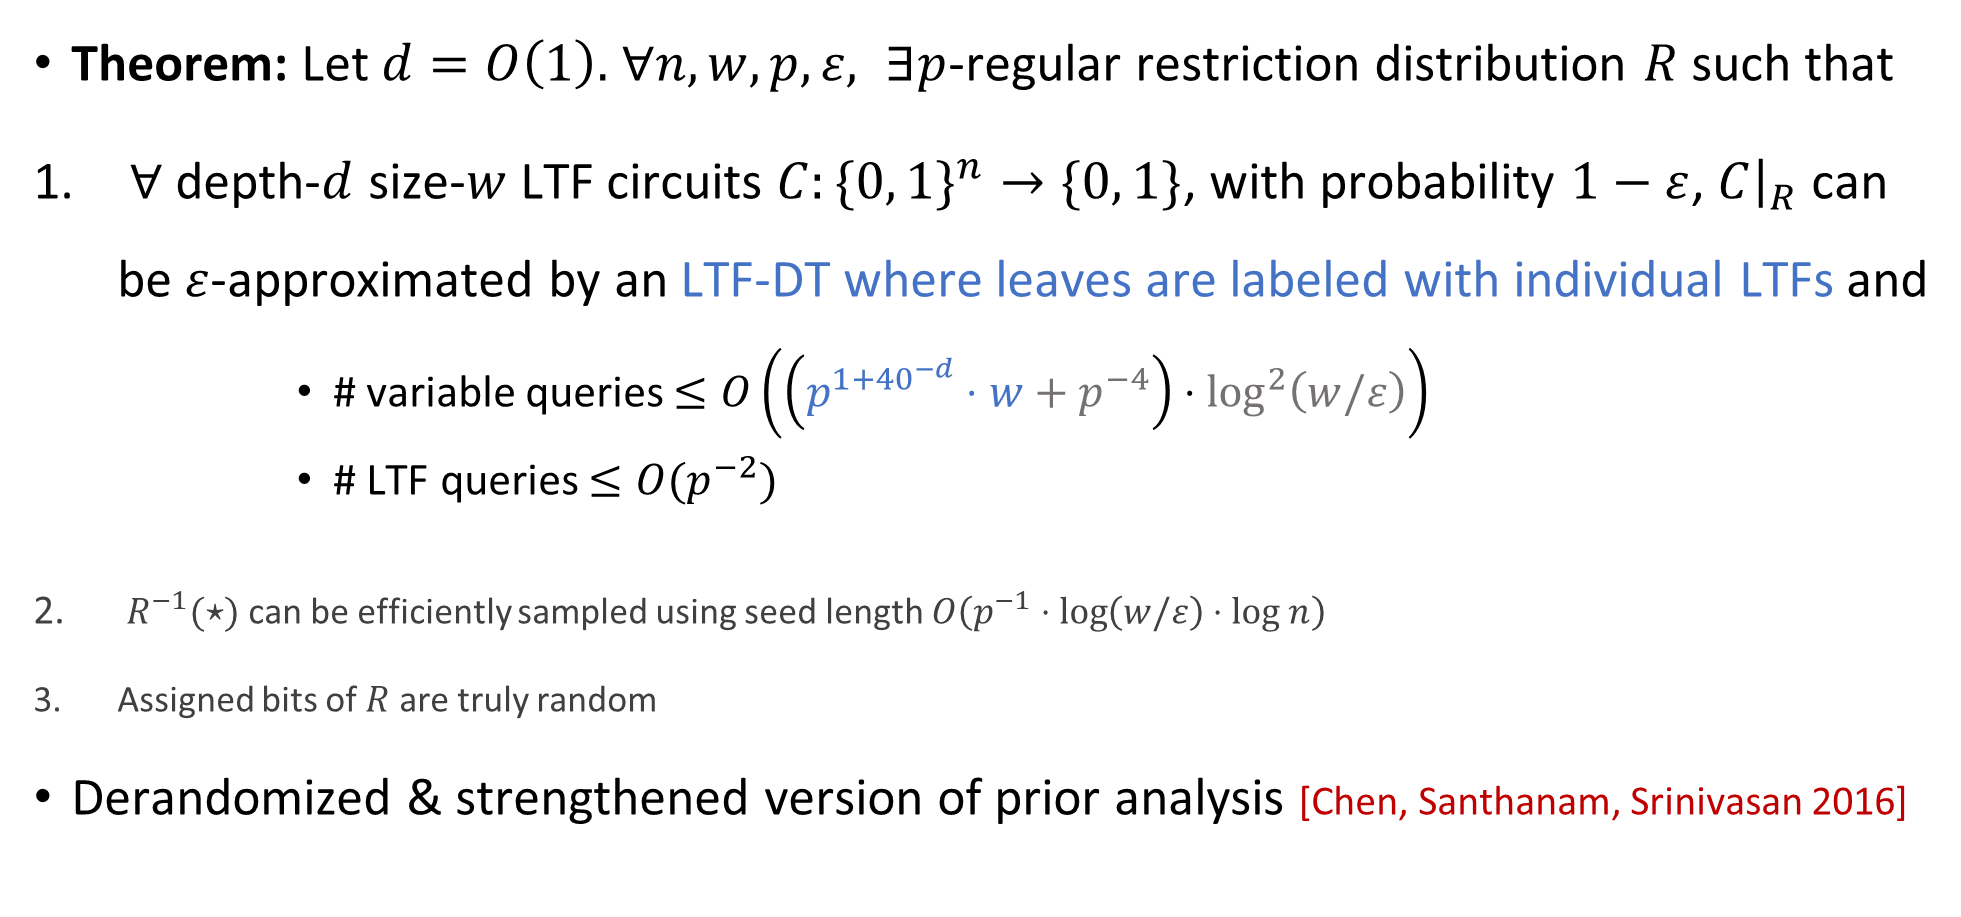 • Theorem: Let d = O(1). ∀n, w, p, ε, ∃p-regular restriction distribution R such that
1. ∀ depth-d size-w LTF circuits C: {0, 1}ⁿ → {0, 1}, with probability 1 − ε, C|_R can
be ε-approximated by an LTF-DT where leaves are labeled with individual LTFs and
• # variable queries ≤ O((p^{1+40^{−d}} · w + p^{−4}) · log²(w/ε))
• # LTF queries ≤ O(p^{−2})
2. R^{−1}(⋆) can be efficiently sampled using seed length O(p^{−1} · log(w/ε) · log n)
3. Assigned bits of R are truly random
• Derandomized & strengthened version of prior analysis [Chen, Santhanam, Srinivasan 2016]